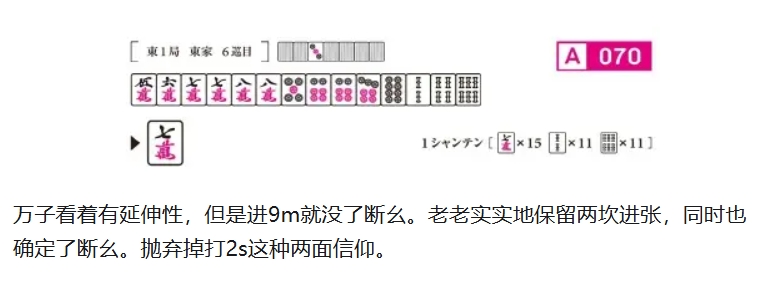 ［ 東1局 東家 6巡目 ］
A 070
伍萬 六萬 七萬 七萬 八萬 八萬
七萬
1シャンテン［七萬×15 ×11 ×11］
万子看着有延伸性，但是进9m就没了断幺。老老实实地保留两坎进张，同时也
确定了断幺。抛弃掉打2s这种两面信仰。